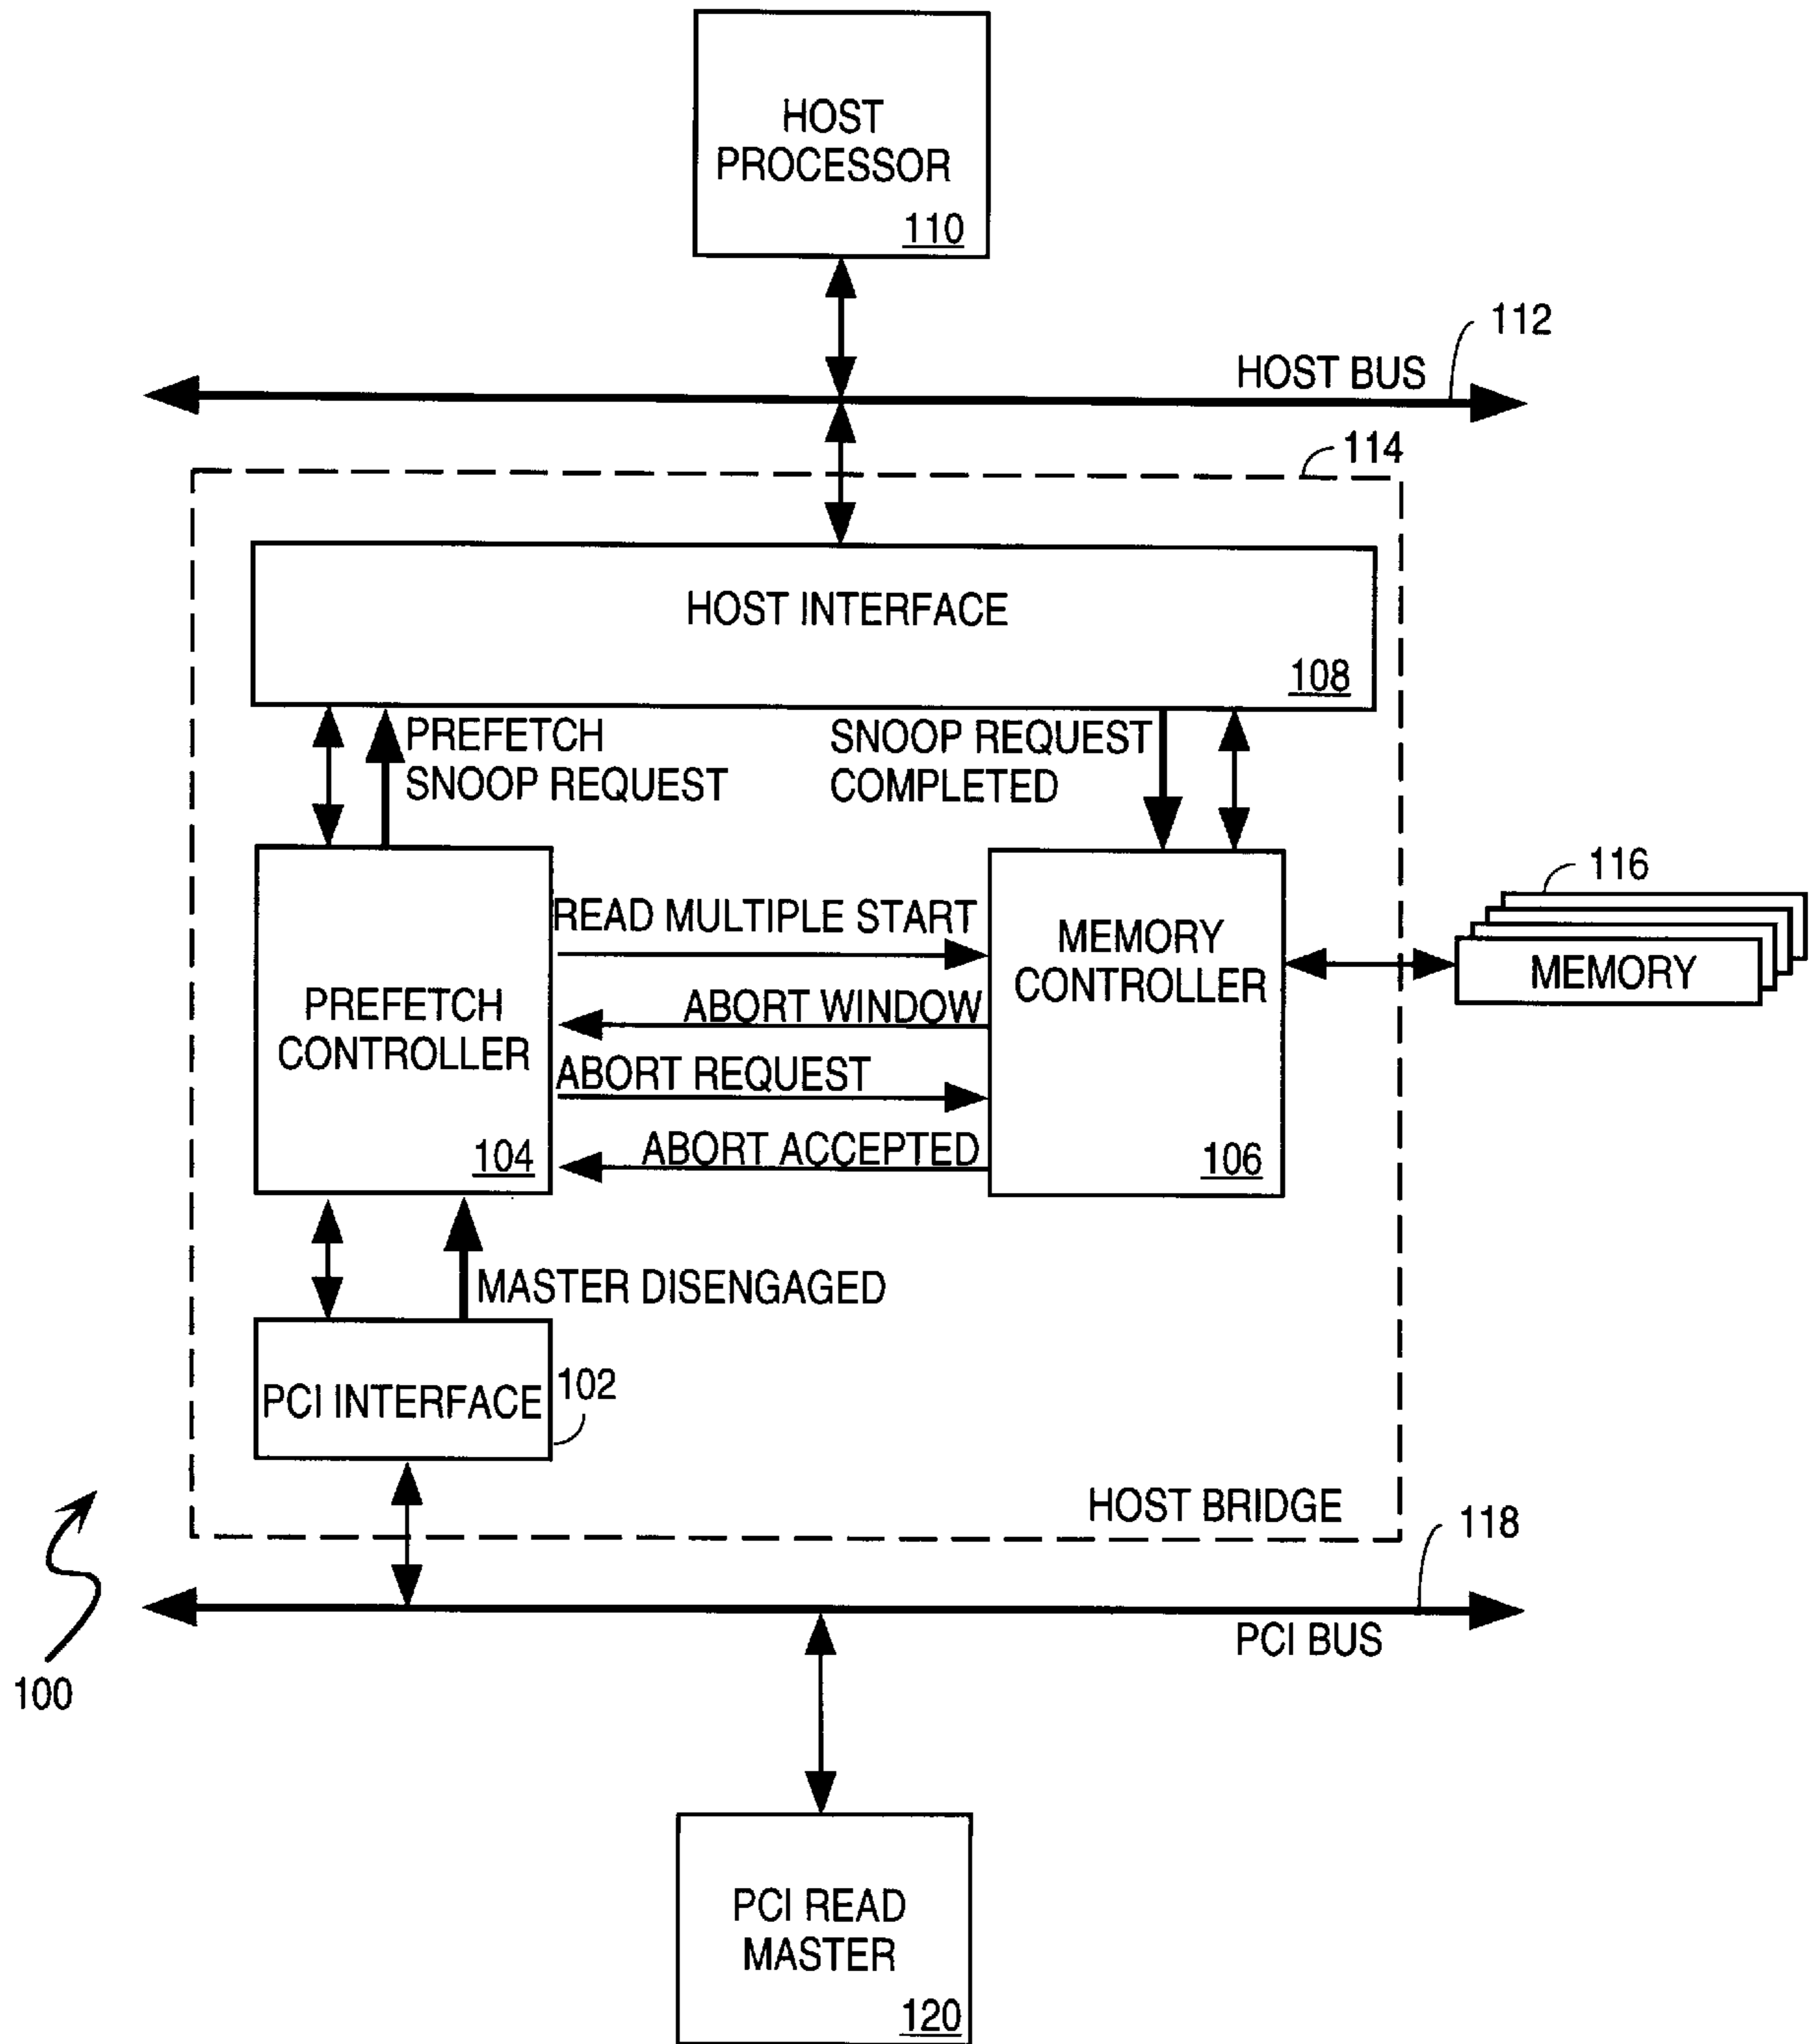 HOST
PROCESSOR
110
112
HOST BUS
114
HOST INTERFACE
108
PREFETCH
SNOOP REQUEST
SNOOP REQUEST
COMPLETED
116
MEMORY
READ MULTIPLE START
MEMORY
CONTROLLER
PREFETCH
CONTROLLER
ABORT WINDOW
ABORT REQUEST
ABORT ACCEPTED
104
106
MASTER DISENGAGED
PCI INTERFACE
102
HOST BRIDGE
118
PCI BUS
100
PCI READ
MASTER
120